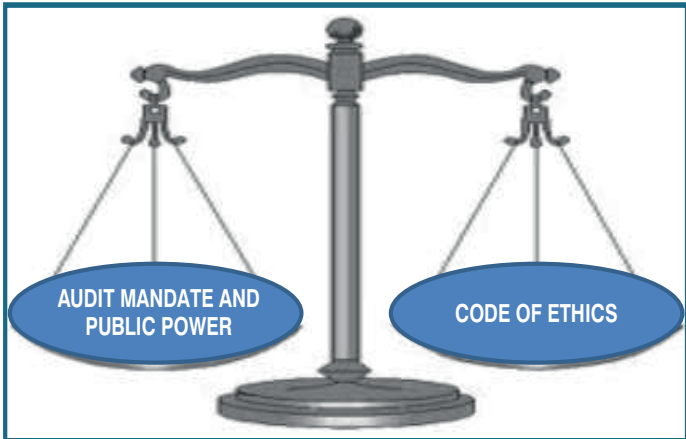 AUDIT MANDATE AND
PUBLIC POWER
CODE OF ETHICS